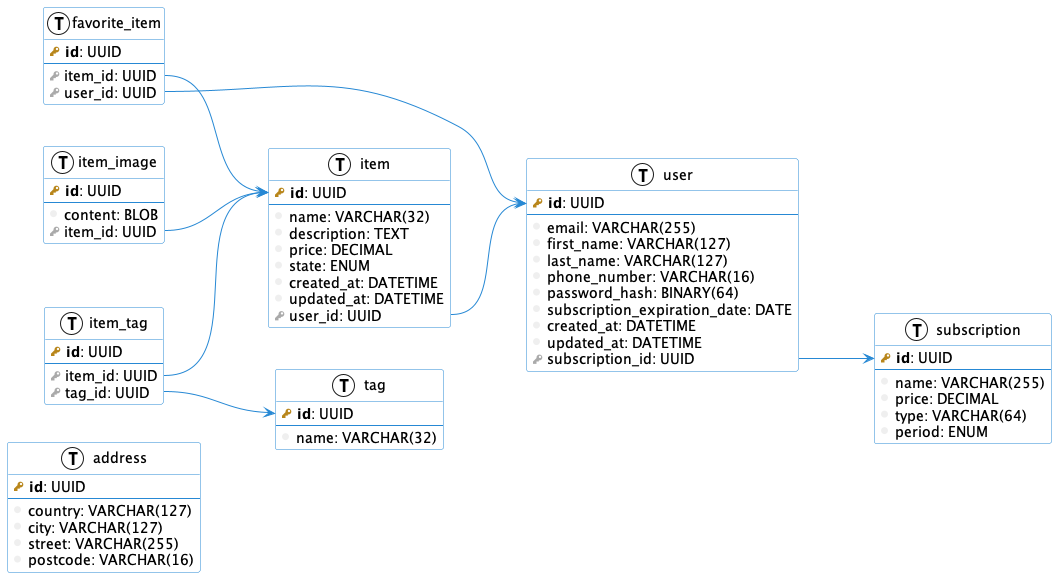 T favorite_item
id: UUID
item_id: UUID
user_id: UUID
T item_image
id: UUID
content: BLOB
item_id: UUID
T item_tag
id: UUID
item_id: UUID
tag_id: UUID
T address
id: UUID
country: VARCHAR(127)
city: VARCHAR(127)
street: VARCHAR(255)
postcode: VARCHAR(16)
T item
id: UUID
name: VARCHAR(32)
description: TEXT
price: DECIMAL
state: ENUM
created_at: DATETIME
updated_at: DATETIME
user_id: UUID
T tag
id: UUID
name: VARCHAR(32)
T user
id: UUID
email: VARCHAR(255)
first_name: VARCHAR(127)
last_name: VARCHAR(127)
phone_number: VARCHAR(16)
password_hash: BINARY(64)
subscription_expiration_date: DATE
created_at: DATETIME
updated_at: DATETIME
subscription_id: UUID
T subscription
id: UUID
name: VARCHAR(255)
price: DECIMAL
type: VARCHAR(64)
period: ENUM